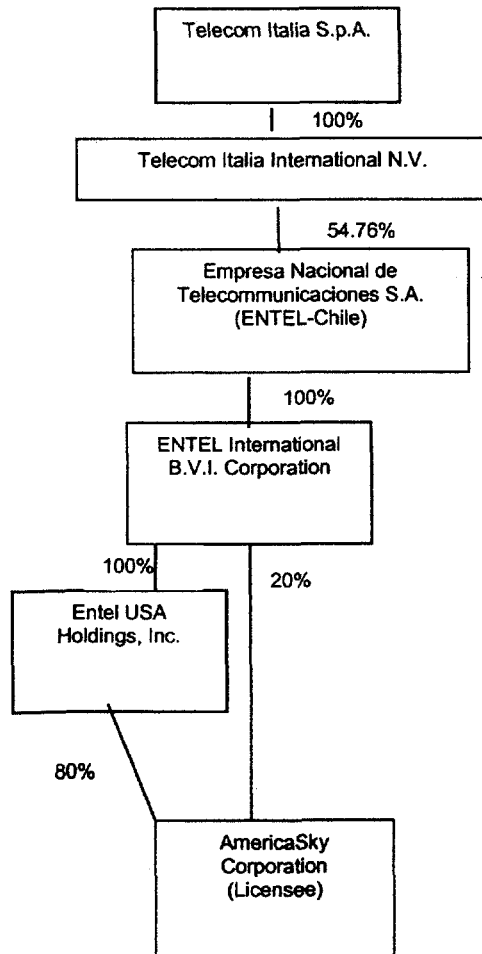 Telecom Italia S.p.A.
100%
Telecom Italia International N.V.
54.76%
Empresa Nacional de
Telecommunicaciones S.A.
(ENTEL-Chile)
100%
ENTEL International
B.V.I. Corporation
100%
20%
Entel USA
Holdings, Inc.
80%
AmericaSky
Corporation
(Licensee)